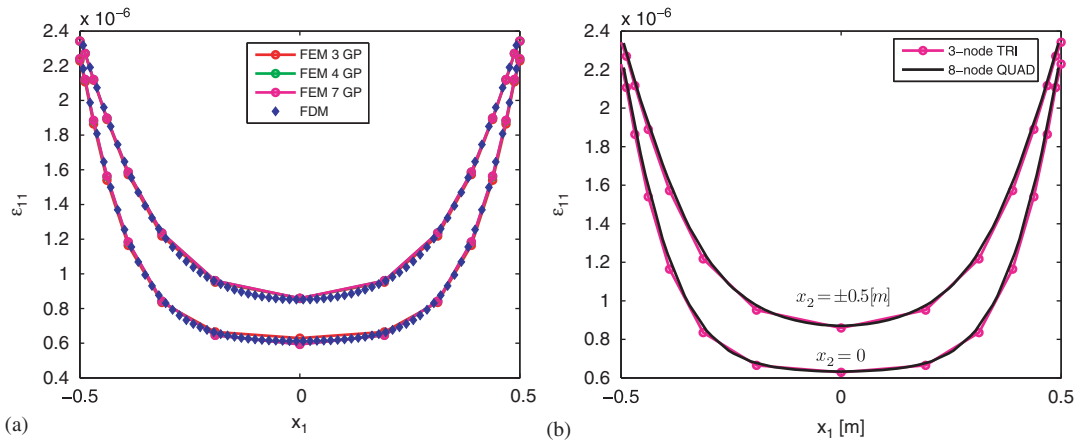 x 10⁻⁶
2.4
2.2
2
1.8
1.6
1.4
1.2
1
0.8
0.6
0.4
ε₁₁
FEM 3 GP
FEM 4 GP
FEM 7 GP
FDM
−0.5 0 0.5
x₁
(a)
x 10⁻⁶
2.4
2.2
2
1.8
1.6
1.4
1.2
1
0.8
0.6
ε₁₁
3-node TRI
8-node QUAD
x₂=±0.5[m]
x₂=0
−0.5 0 0.5
x₁ [m]
(b)